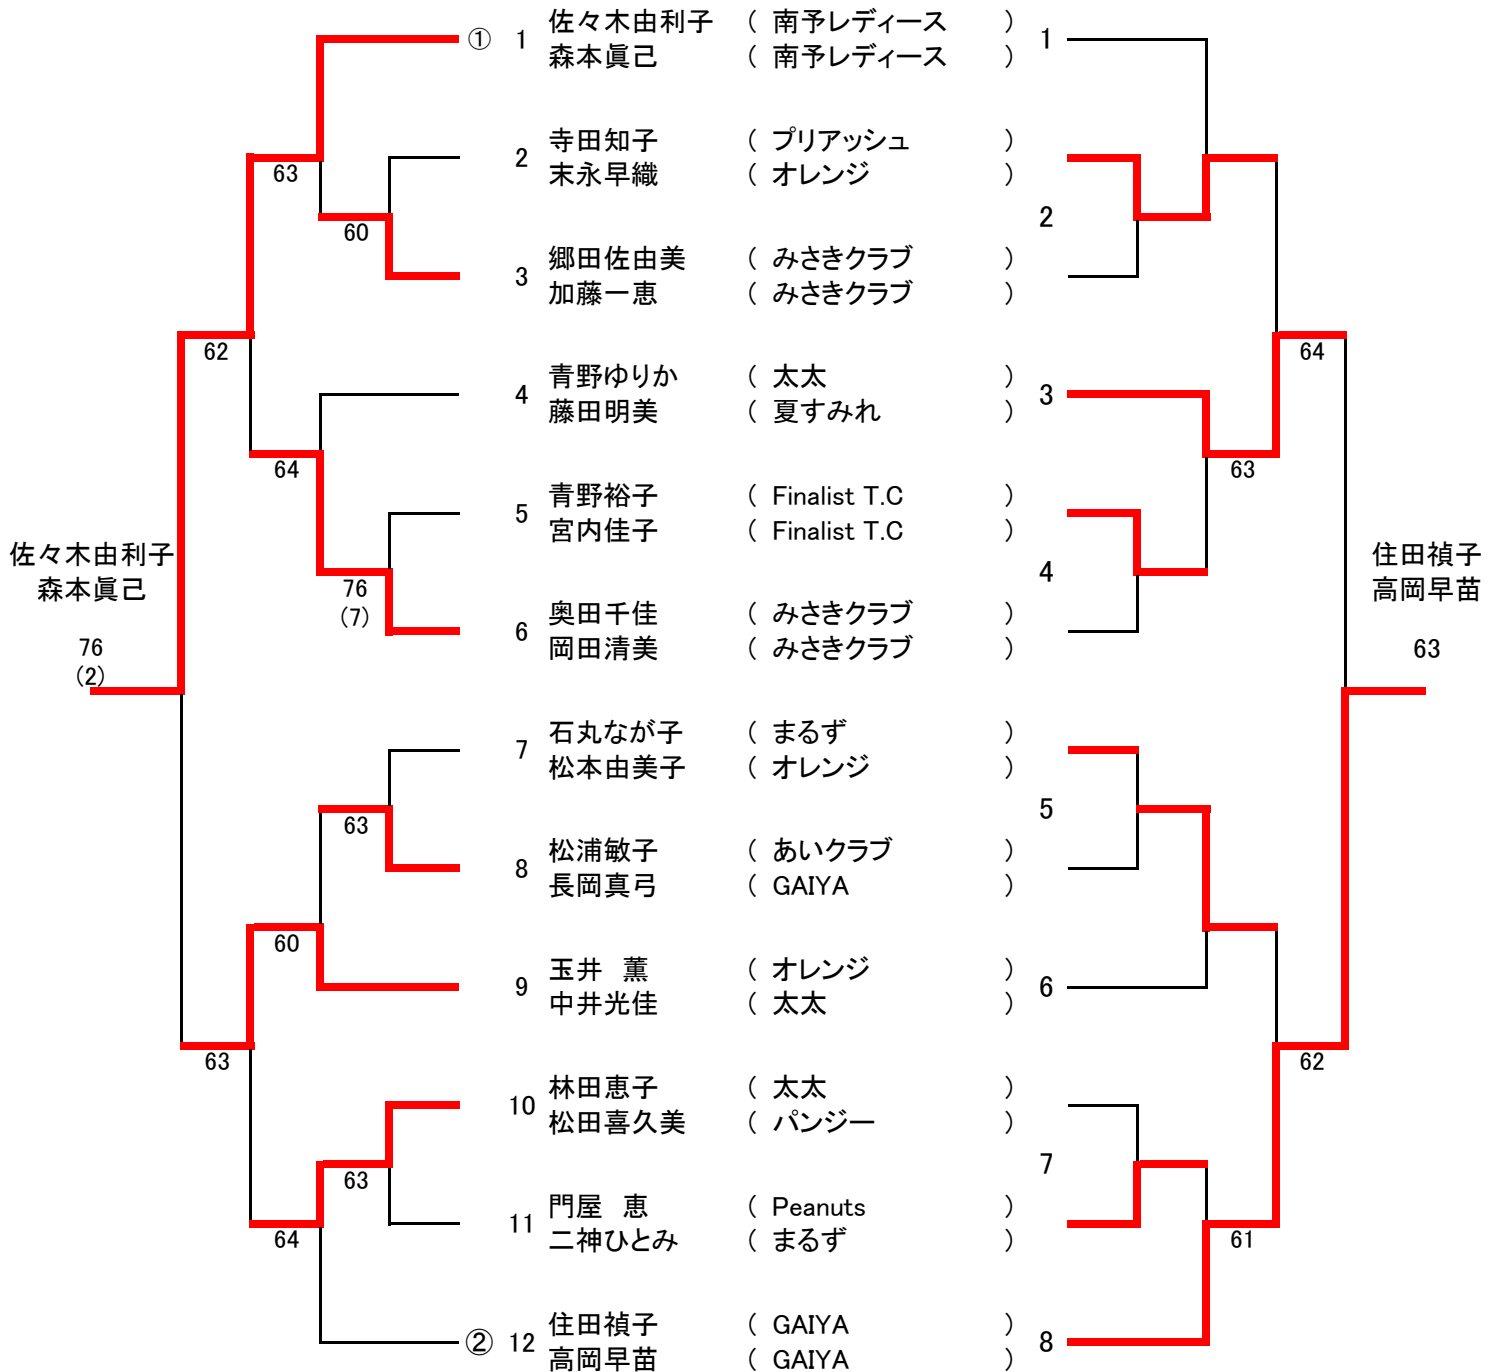 ① 1 佐々木由利子 ( 南予レディース ) 1
森本眞己 ( 南予レディース )
2 寺田知子 ( プリアッシュ )
末永早織 ( オレンジ )
63
2
60
3 郷田佐由美 ( みさきクラブ )
加藤一恵 ( みさきクラブ )
62
64
4 青野ゆりか ( 太太 ) 3
藤田明美 ( 夏すみれ )
64
63
5 青野裕子 ( Finalist T.C )
宮内佳子 ( Finalist T.C )
佐々木由利子
森本眞己
住田禎子
高岡早苗
4
76
(7)
6 奥田千佳 ( みさきクラブ )
岡田清美 ( みさきクラブ )
76
(2)
63
7 石丸なが子 ( まるず )
松本由美子 ( オレンジ )
63
5
8 松浦敏子 ( あいクラブ )
長岡真弓 ( GAIYA )
60
9 玉井 薫 ( オレンジ ) 6
中井光佳 ( 太太 )
63
62
10 林田恵子 ( 太太 )
松田喜久美 ( パンジー )
63
7
11 門屋 恵 ( Peanuts )
二神ひとみ ( まるず )
64
61
② 12 住田禎子 ( GAIYA ) 8
高岡早苗 ( GAIYA )